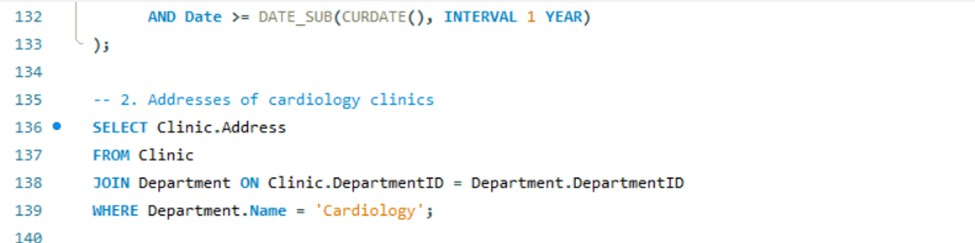 132 AND Date >= DATE_SUB(CURDATE(), INTERVAL 1 YEAR)
133 );
134
135 -- 2. Addresses of cardiology clinics
136 SELECT Clinic.Address
137 FROM Clinic
138 JOIN Department ON Clinic.DepartmentID = Department.DepartmentID
139 WHERE Department.Name = 'Cardiology';
140